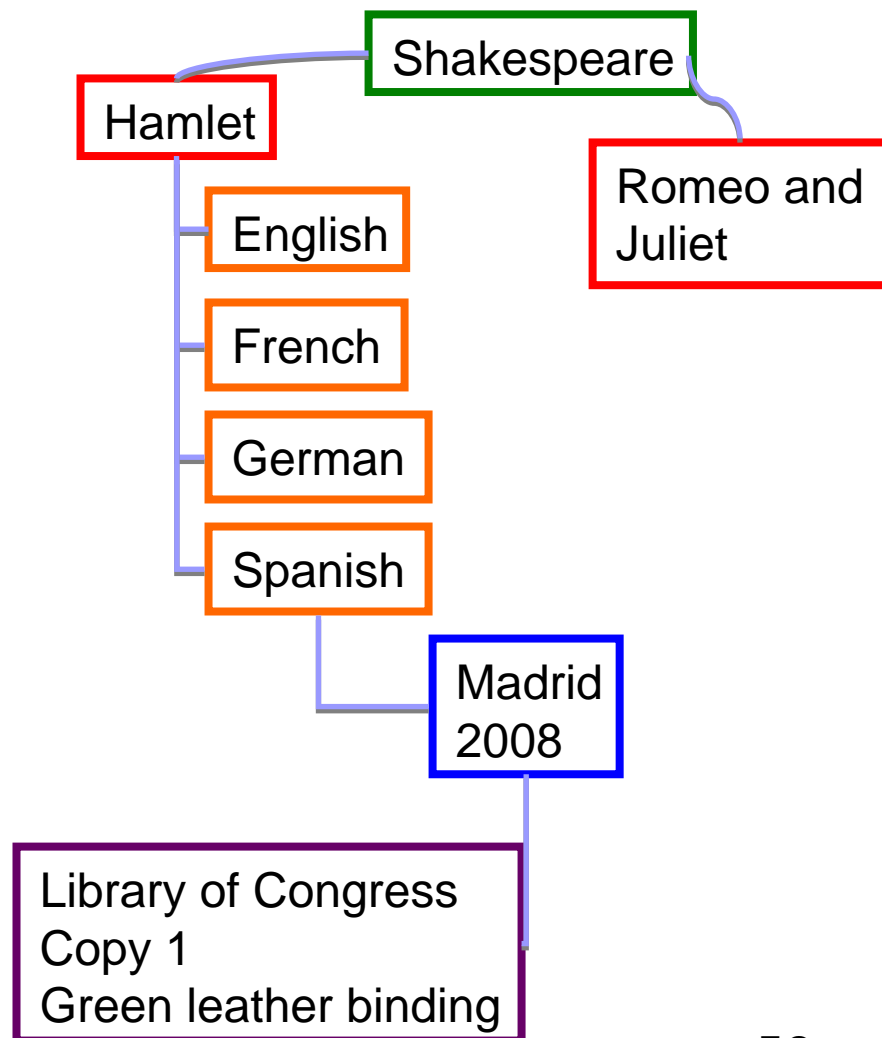 Shakespeare
Hamlet
Romeo and
Juliet
English
French
German
Spanish
Madrid
2008
Library of Congress
Copy 1
Green leather binding